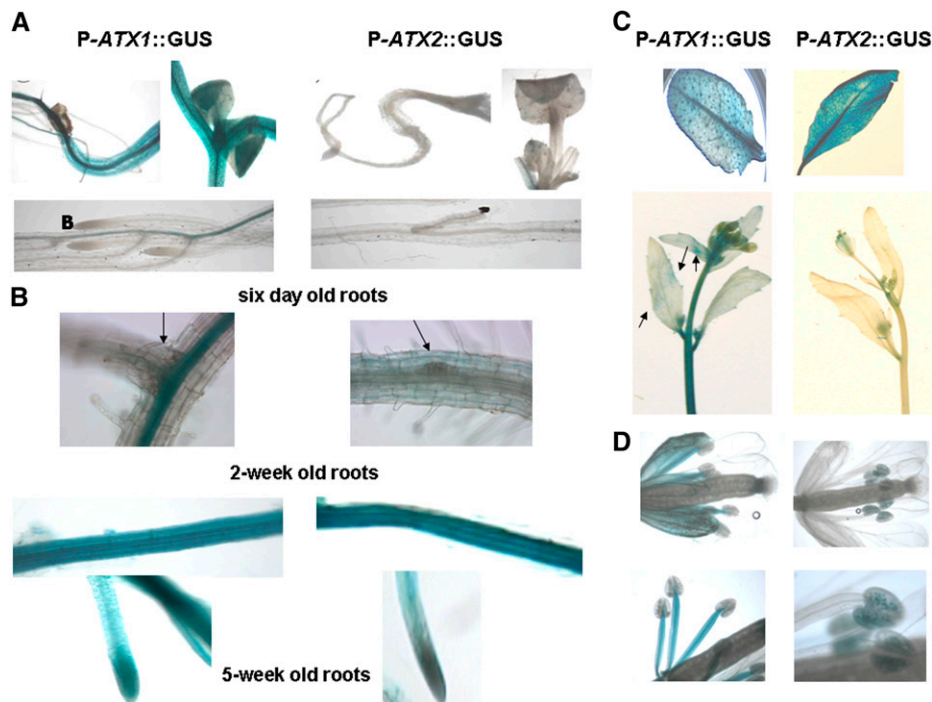 A
P-ATX1::GUS
P-ATX2::GUS
B
B
six day old roots
2-week old roots
5-week old roots
C
P-ATX1::GUS
P-ATX2::GUS
D